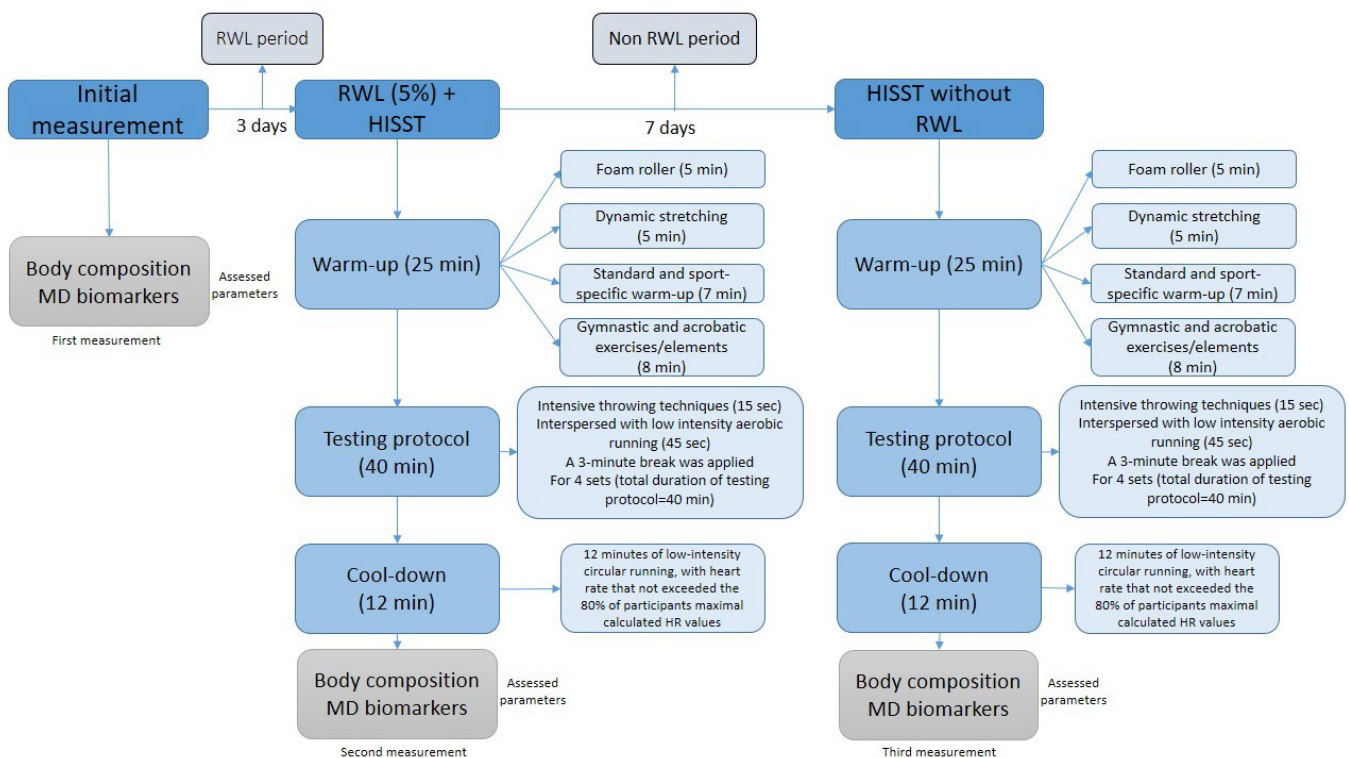 RWL period
Non RWL period
Initial
measurement
3 days
RWL (5%) +
HISST
7 days
HISST without
RWL
Body composition
MD biomarkers
Assessed
parameters
First measurement
Warm-up (25 min)
Foam roller (5 min)
Dynamic stretching
(5 min)
Standard and sport-
specific warm-up (7 min)
Gymnastic and acrobatic
exercises/elements
(8 min)
Testing protocol
(40 min)
Intensive throwing techniques (15 sec)
Interspersed with low intensity aerobic
running (45 sec)
A 3-minute break was applied
For 4 sets (total duration of testing
protocol=40 min)
Cool-down
(12 min)
12 minutes of low-intensity
circular running, with heart
rate that not exceeded the
80% of participants maximal
calculated HR values
Body composition
MD biomarkers
Assessed
parameters
Second measurement
Warm-up (25 min)
Foam roller (5 min)
Dynamic stretching
(5 min)
Standard and sport-
specific warm-up (7 min)
Gymnastic and acrobatic
exercises/elements
(8 min)
Testing protocol
(40 min)
Intensive throwing techniques (15 sec)
Interspersed with low intensity aerobic
running (45 sec)
A 3-minute break was applied
For 4 sets (total duration of testing
protocol=40 min)
Cool-down
(12 min)
12 minutes of low-intensity
circular running, with heart
rate that not exceeded the
80% of participants maximal
calculated HR values
Body composition
MD biomarkers
Assessed
parameters
Third measurement